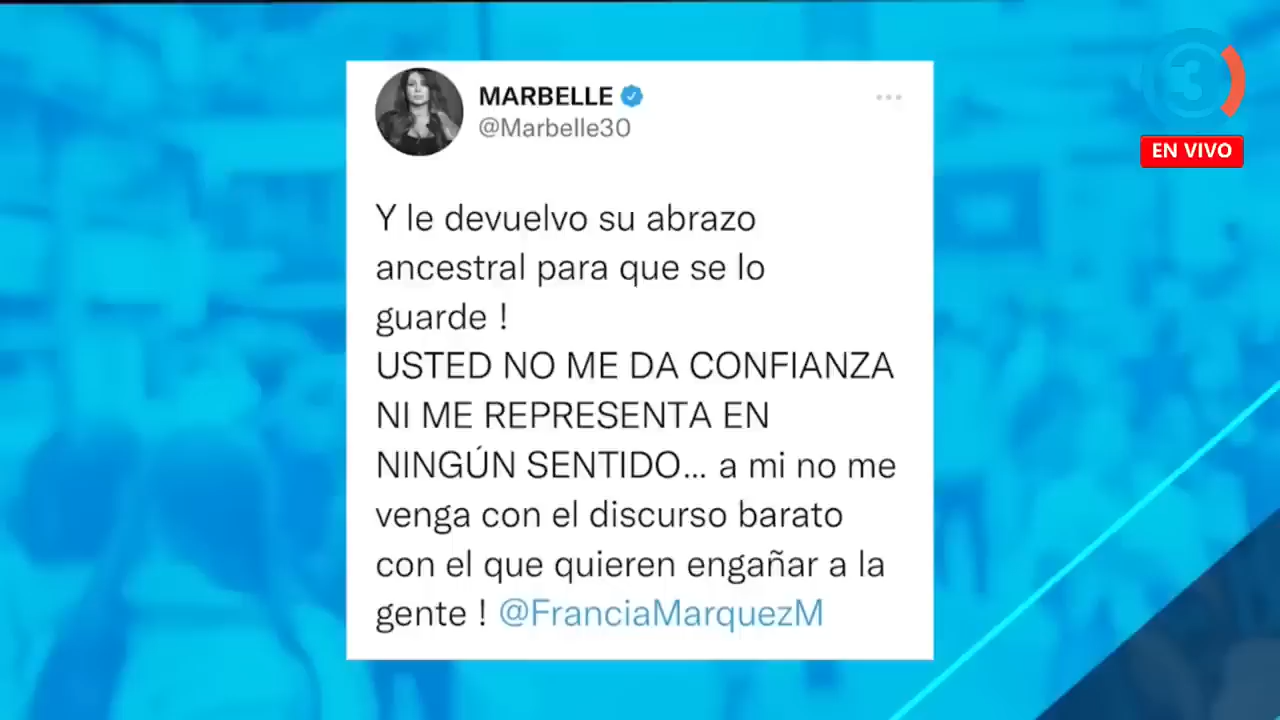 MARBELLE
@Marbelle30
3
EN VIVO
Y le devuelvo su abrazo
ancestral para que se lo
guarde !
USTED NO ME DA CONFIANZA
NI ME REPRESENTA EN
NINGÚN SENTIDO... a mi no me
venga con el discurso barato
con el que quieren engañar a la
gente ! @FranciaMarquezM